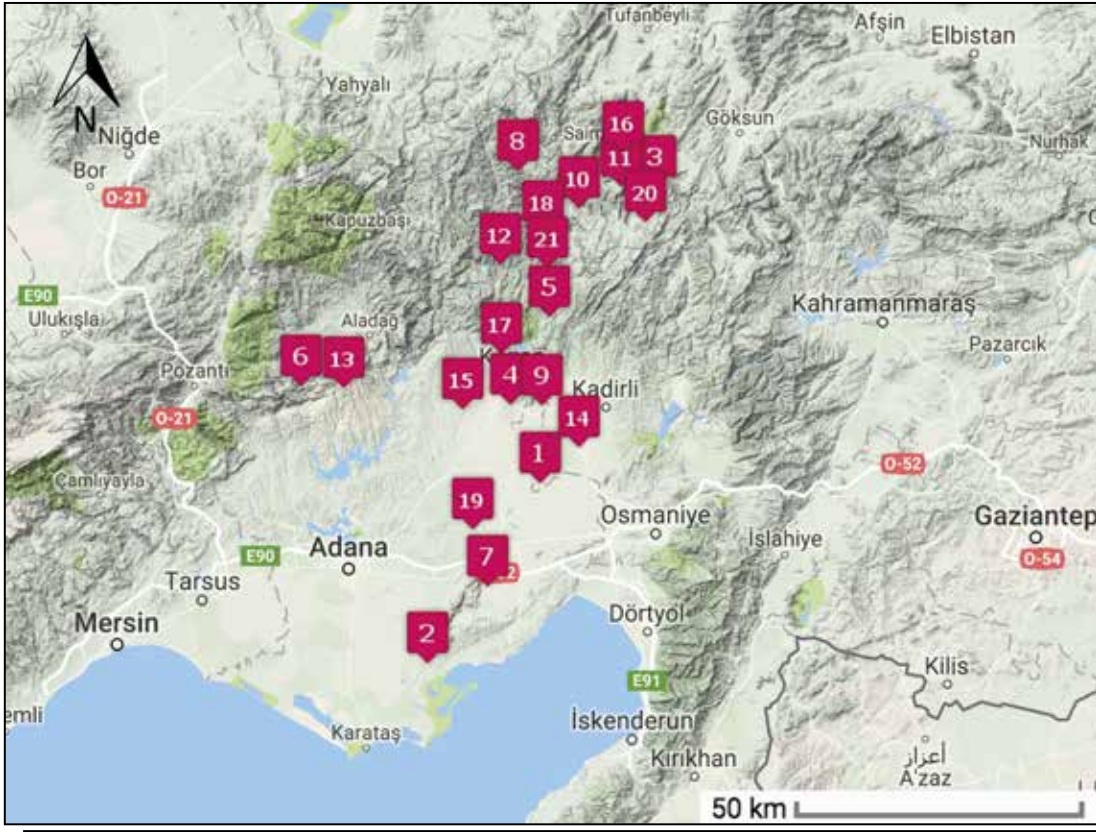 Tufanbeyli
Afşin
Elbistan
Yahyalı
N
Niğde
Bor
O-21
8
16
Saim
Göksun
Nurhak
11
3
10
20
18
Kapuzbaşı
12
21
5
E90
Ulukışla
Aladağ
17
Kahramanmaraş
Pazarcık
6
13
Pozantı
15
4
9
Kadirli
O-21
14
Çamlıyayla
1
O-52
19
Osmaniye
Gaziantep
E90
Adana
7
İslahiye
O-54
Tarsus
Dörtyol
Mersin
2
Kilis
E91
emli
Karataş
İskenderun
Kırıkhan
أعزاز
A'zaz
50 km